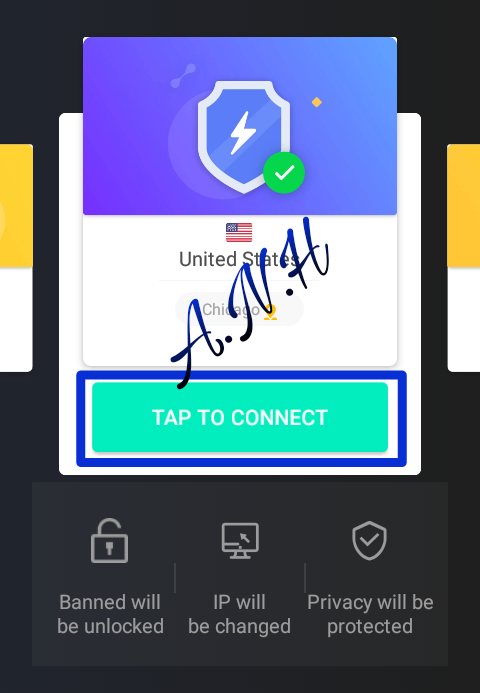 United States
Chicago
A.N.H
TAP TO CONNECT
Banned will
be unlocked
IP will
be changed
Privacy will be
protected